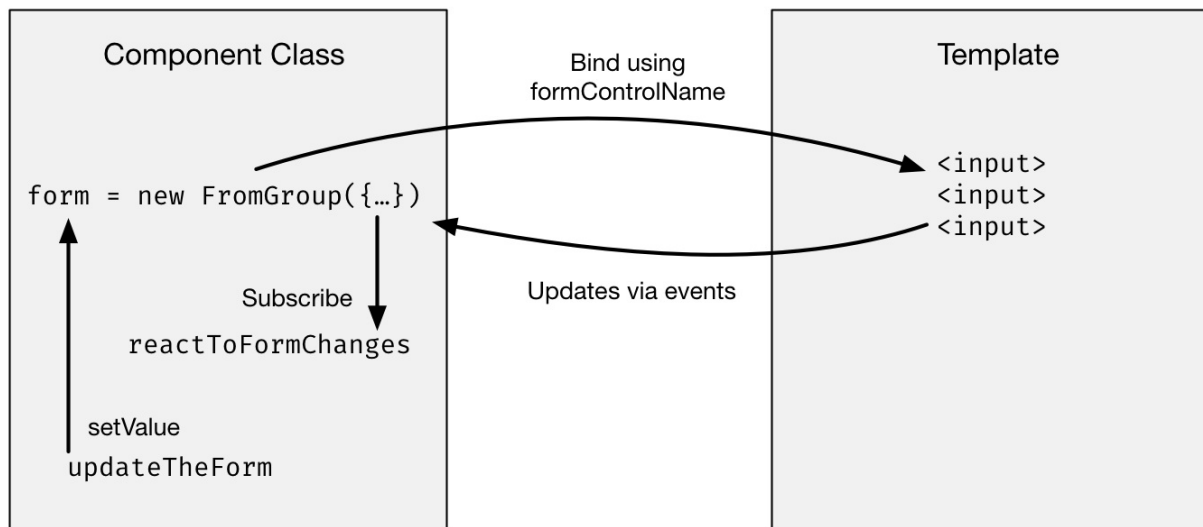 Component Class
Template
Bind using
formControlName
<input>
form = new FromGroup({…})
<input>
<input>
Subscribe
Updates via events
reactToFormChanges
setValue
updateTheForm